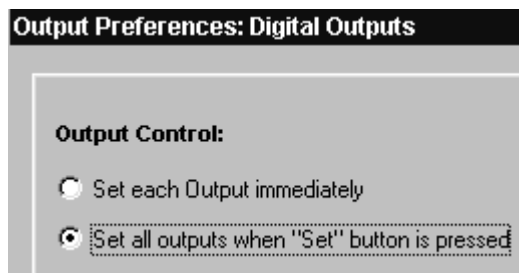 Output Preferences: Digital Outputs
Output Control:
Set each Output immediately
Set all outputs when "Set" button is pressed